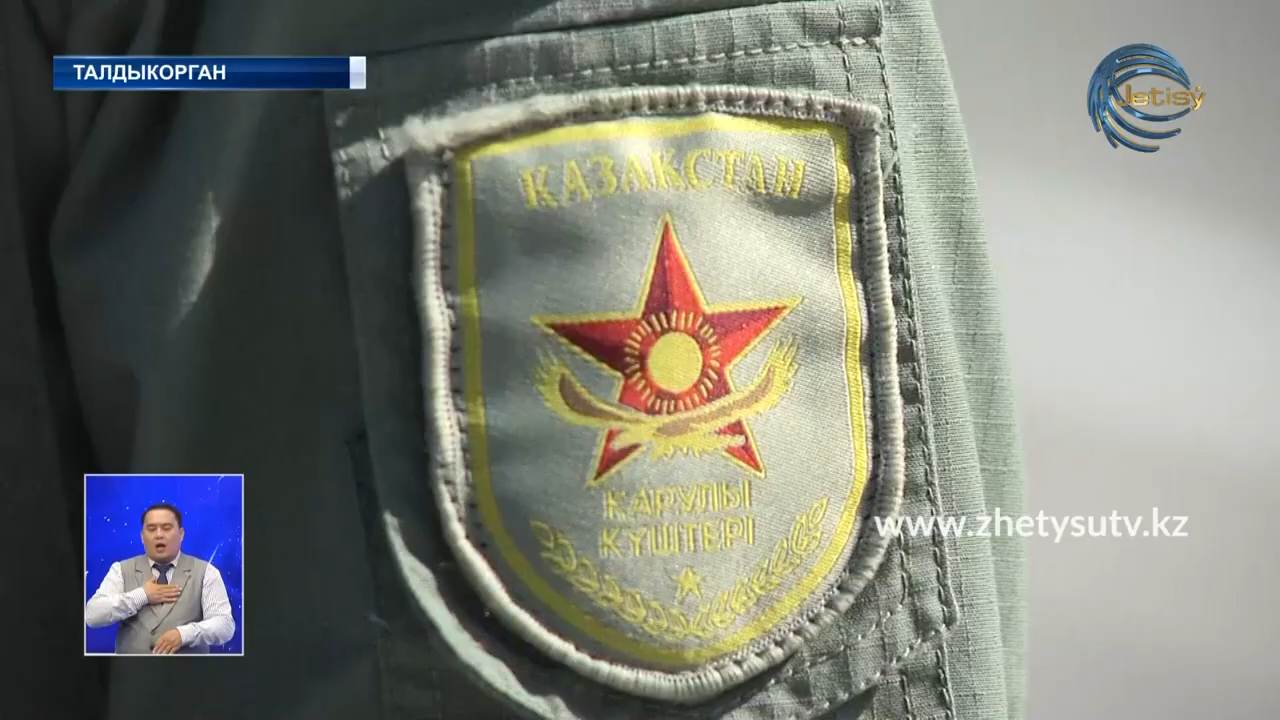 ТАЛДЫКОРГАН
Jetisý
ҚАЗАҚСТАН
ҚАРУЛЫ
КҮШТЕРІ
www.zhetysutv.kz